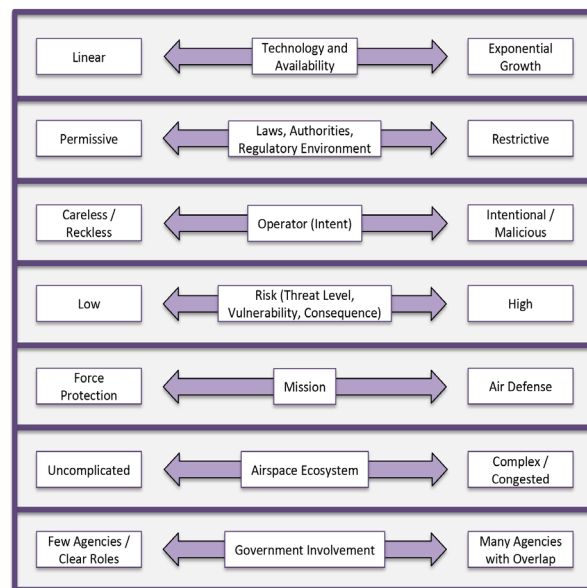 Linear
Technology and
Availability
Exponential
Growth
Permissive
Laws, Authorities,
Regulatory Environment
Restrictive
Careless /
Reckless
Operator (Intent)
Intentional /
Malicious
Low
Risk (Threat Level,
Vulnerability, Consequence)
High
Force
Protection
Mission
Air Defense
Uncomplicated
Airspace Ecosystem
Complex /
Congested
Few Agencies /
Clear Roles
Government Involvement
Many Agencies
with Overlap